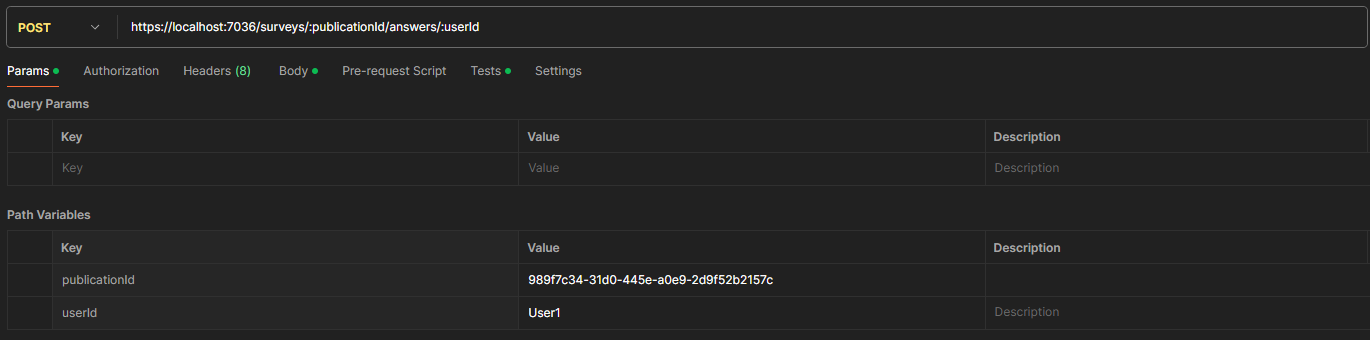 POST https://localhost:7036/surveys/:publicationId/answers/:userId
Params Authorization Headers (8) Body Pre-request Script Tests Settings
Query Params
Key Value Description
Key Value Description
Path Variables
Key Value Description
publicationId 989f7c34-31d0-445e-a0e9-2d9f52b2157c
userId User1 Description